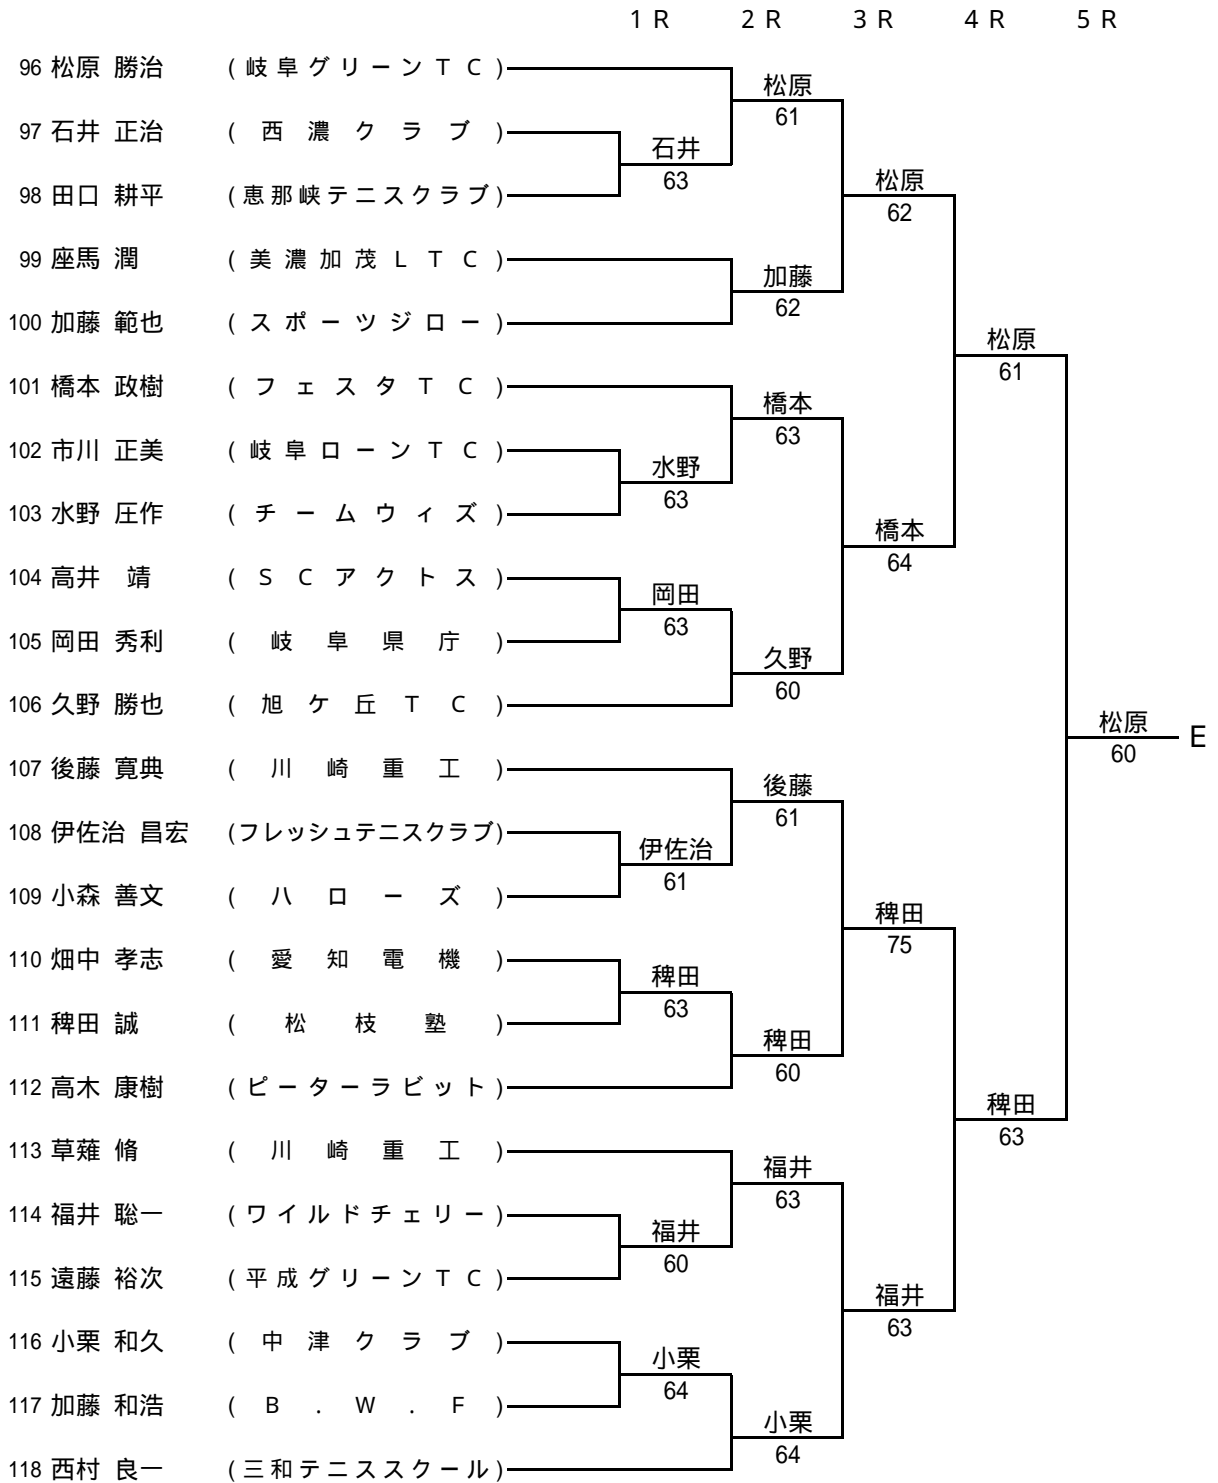 1 R 2 R 3 R 4 R 5 R
96 松原 勝治 (岐阜グリーンTC)
松原
61
97 石井 正治 (西濃クラブ)
石井
63
98 田口 耕平 (恵那峡テニスクラブ)
松原
62
99 座馬 潤 (美濃加茂LTC)
加藤
62
100 加藤 範也 (スポーツジロー)
松原
61
101 橋本 政樹 (フェスタTC)
橋本
63
102 市川 正美 (岐阜ローンTC)
水野
63
103 水野 圧作 (チームウィズ)
橋本
64
104 高井 靖 (SCアクトス)
岡田
63
105 岡田 秀利 (岐阜県庁)
久野
60
106 久野 勝也 (旭ケ丘TC)
松原
60
E
107 後藤 寛典 (川崎重工)
後藤
61
108 伊佐治 昌宏 (フレッシュテニスクラブ)
伊佐治
61
109 小森 善文 (ハローズ)
稗田
75
110 畑中 孝志 (愛知電機)
稗田
63
111 稗田 誠 (松枝塾)
稗田
60
112 高木 康樹 (ピーターラビット)
稗田
63
113 草薙 脩 (川崎重工)
福井
63
114 福井 聡一 (ワイルドチェリー)
福井
60
115 遠藤 裕次 (平成グリーンTC)
福井
63
116 小栗 和久 (中津クラブ)
小栗
64
117 加藤 和浩 (B.W.F)
小栗
64
118 西村 良一 (三和テニススクール)